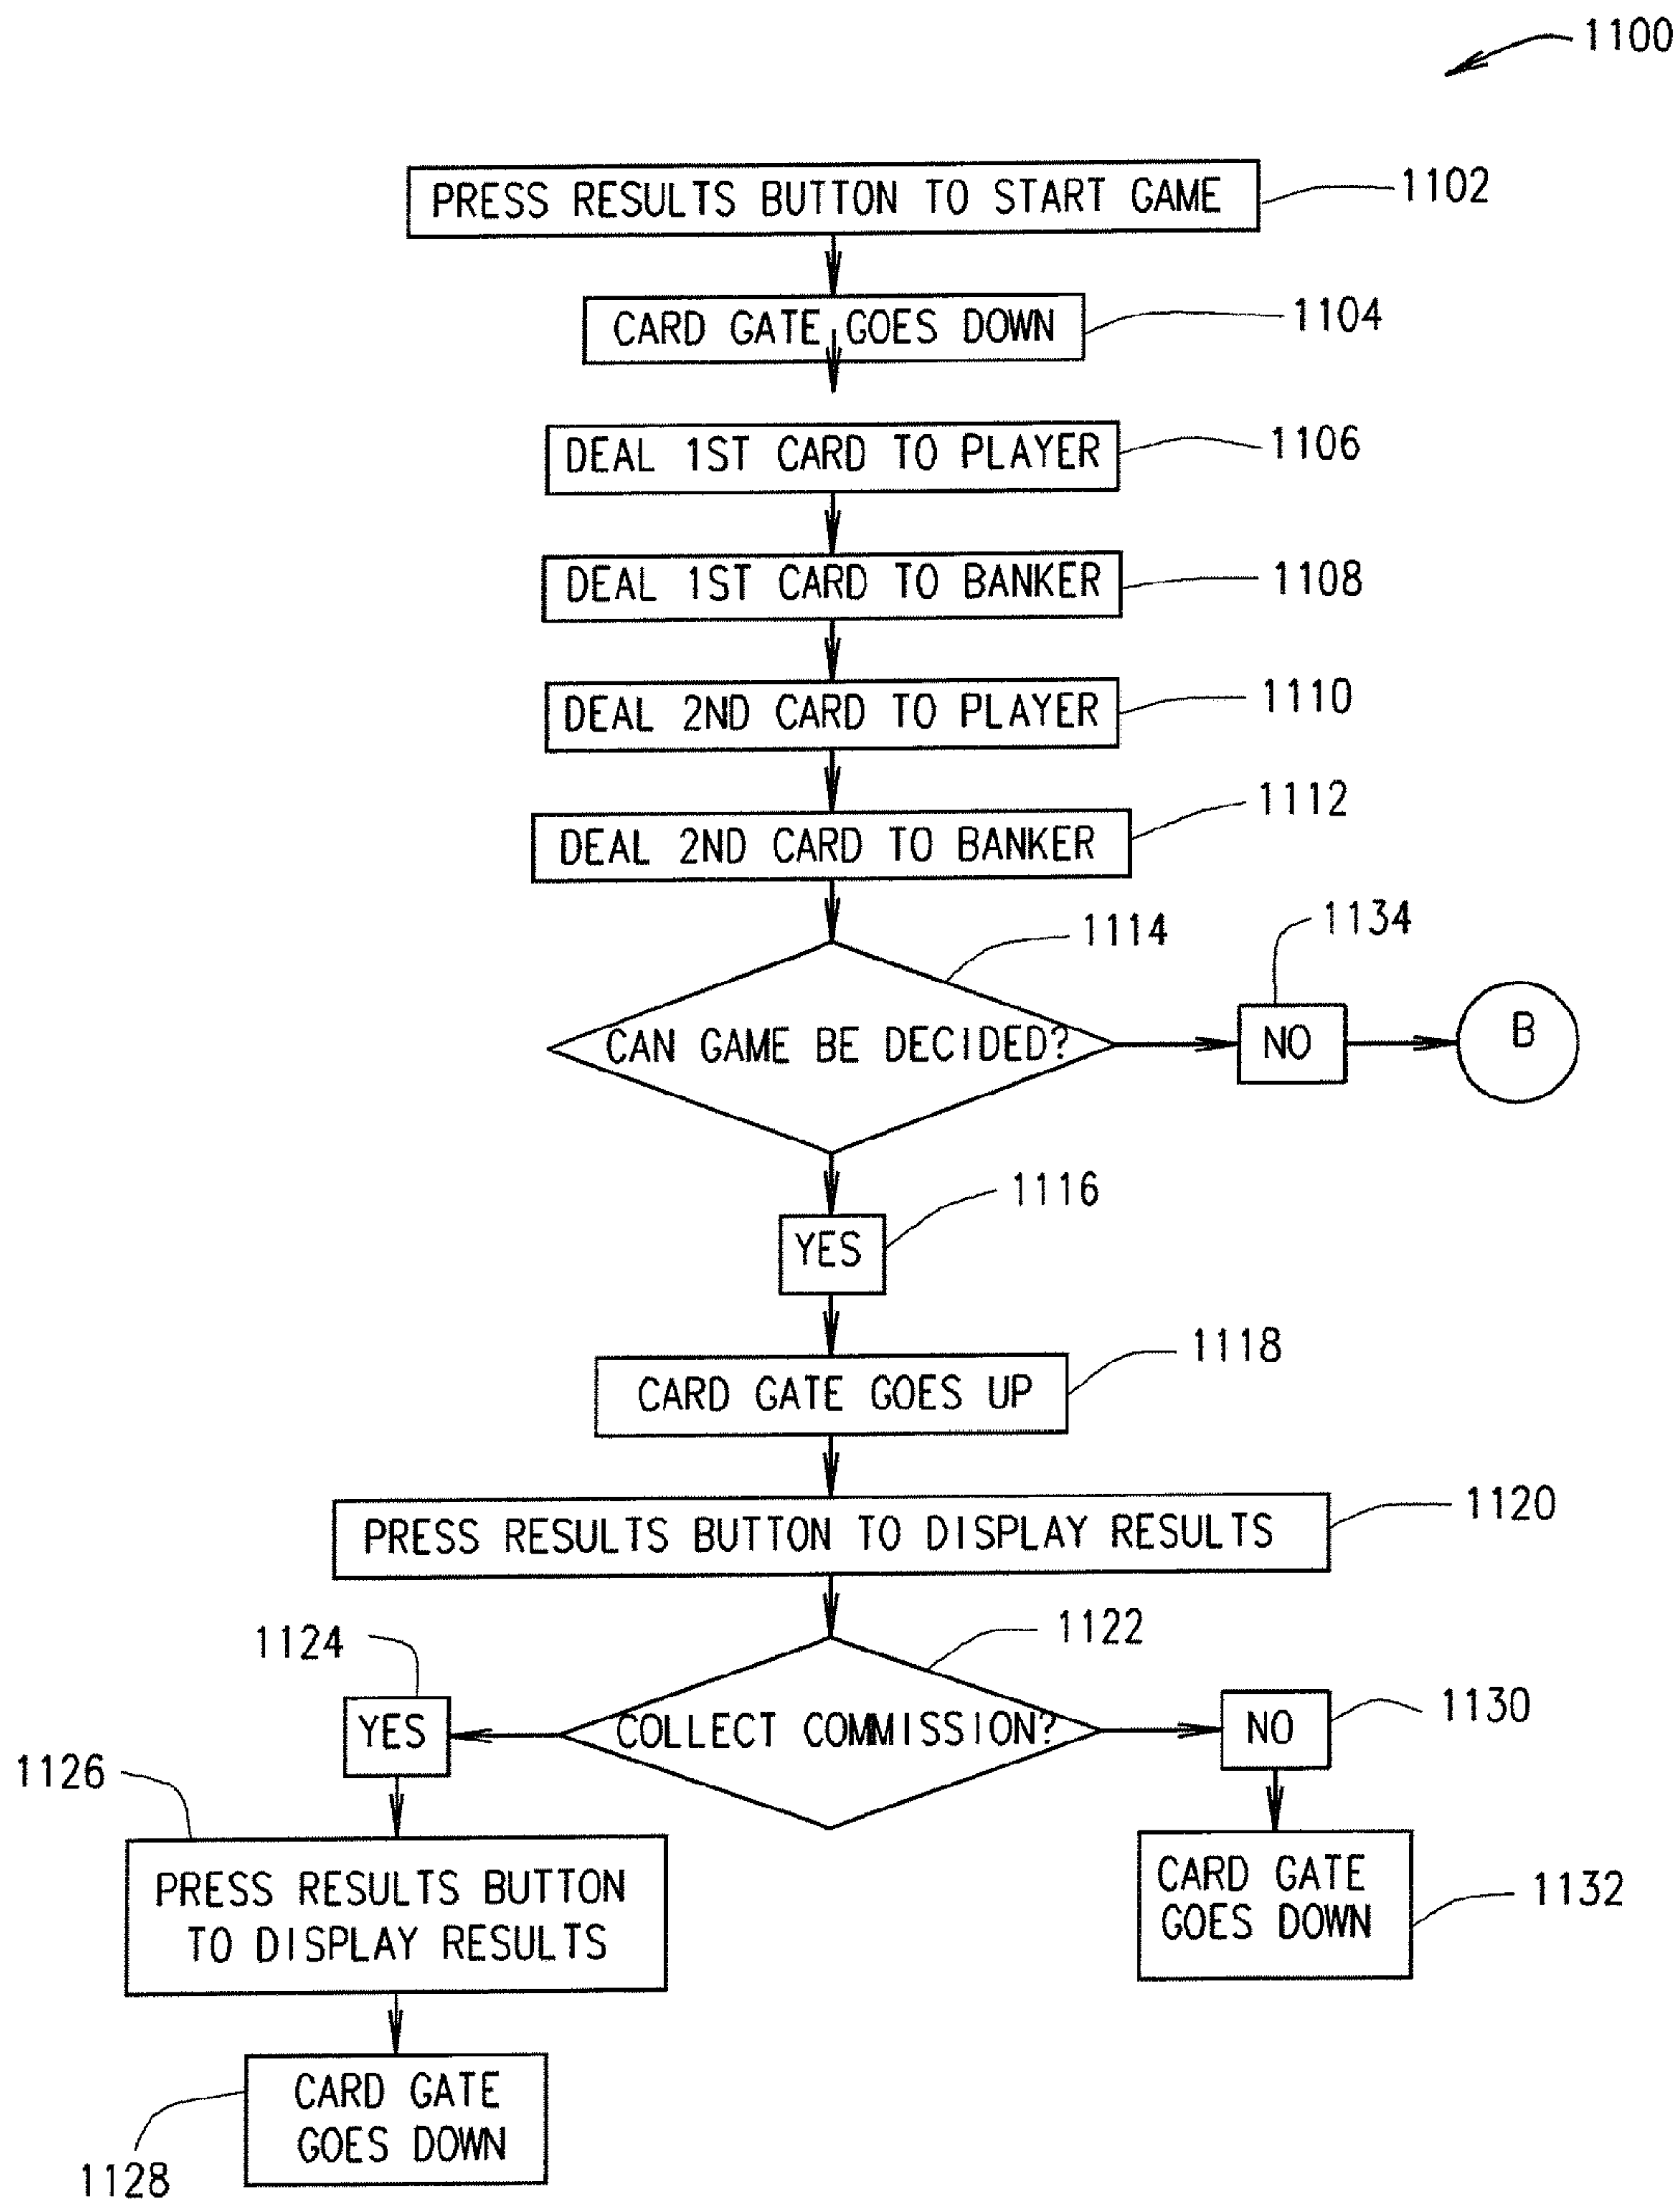 1100
PRESS RESULTS BUTTON TO START GAME
1102
CARD GATE GOES DOWN
1104
DEAL 1ST CARD TO PLAYER
1106
DEAL 1ST CARD TO BANKER
1108
DEAL 2ND CARD TO PLAYER
1110
DEAL 2ND CARD TO BANKER
1112
CAN GAME BE DECIDED?
1114
NO
1134
B
YES
1116
CARD GATE GOES UP
1118
PRESS RESULTS BUTTON TO DISPLAY RESULTS
1120
COLLECT COMMISSION?
1122
YES
1124
NO
1130
PRESS RESULTS BUTTON
TO DISPLAY RESULTS
1126
CARD GATE
GOES DOWN
1132
CARD GATE
GOES DOWN
1128